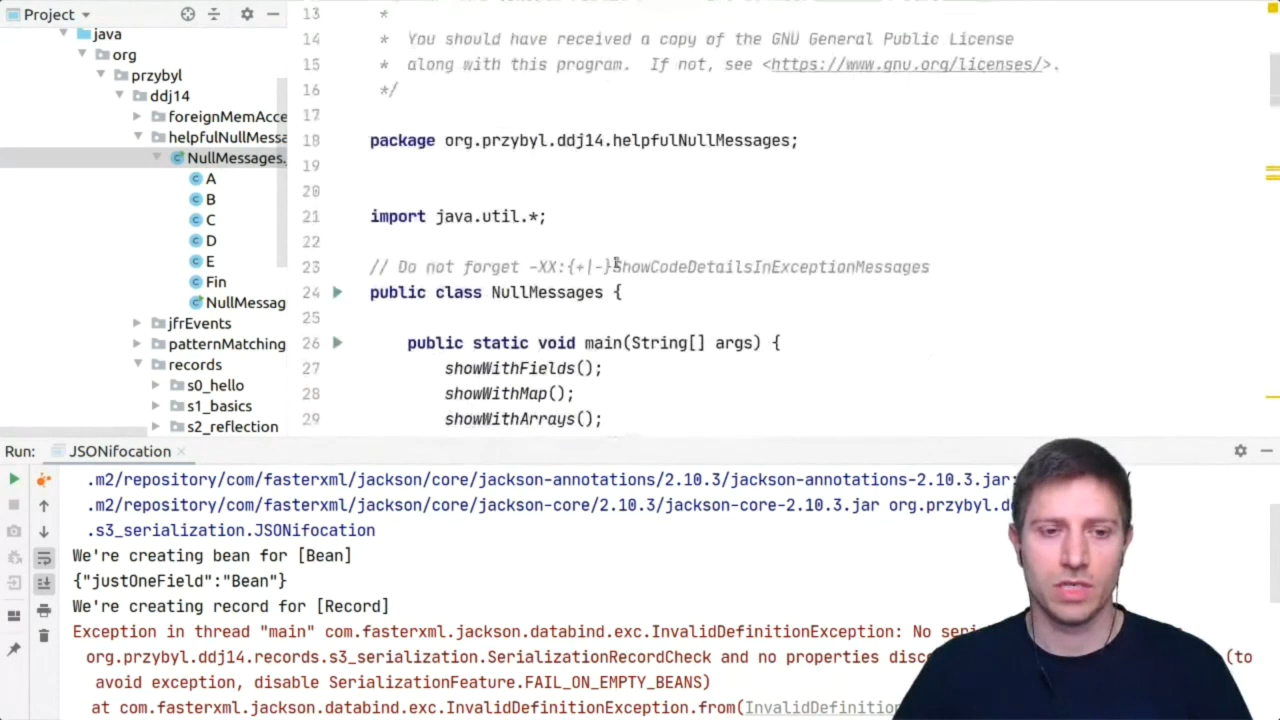 Project
java
org
przybyl
ddj14
foreignMemAcce
helpfulNullMessa
NullMessages.
A
B
C
D
E
Fin
NullMessag
jfrEvents
patternMatching
records
s0_hello
s1_basics
s2_reflection
13 *
14 * You should have received a copy of the GNU General Public License
15 * along with this program. If not, see <https://www.gnu.org/licenses/>.
16 */
17
18 package org.przybyl.ddj14.helpfulNullMessages;
19
20
21 import java.util.*;
22
23 // Do not forget -XX:{+|-}ShowCodeDetailsInExceptionMessages
24 public class NullMessages {
25
26 public static void main(String[] args) {
27 showWithFields();
28 showWithMap();
29 showWithArrays();
Run: JSONifocation
.m2/repository/com/fasterxml/jackson/core/jackson-annotations/2.10.3/jackson-annotations-2.10.3.jar:
.m2/repository/com/fasterxml/jackson/core/jackson-core/2.10.3/jackson-core-2.10.3.jar org.przybyl.dd
.s3_serialization.JSONifocation
We're creating bean for [Bean]
{"justOneField":"Bean"}
We're creating record for [Record]
Exception in thread "main" com.fasterxml.jackson.databind.exc.InvalidDefinitionException: No seri
org.przybyl.ddj14.records.s3_serialization.SerializationRecordCheck and no properties disc (to
avoid exception, disable SerializationFeature.FAIL_ON_EMPTY_BEANS)
at com.fasterxml.jackson.databind.exc.InvalidDefinitionException.from(InvalidDefinition